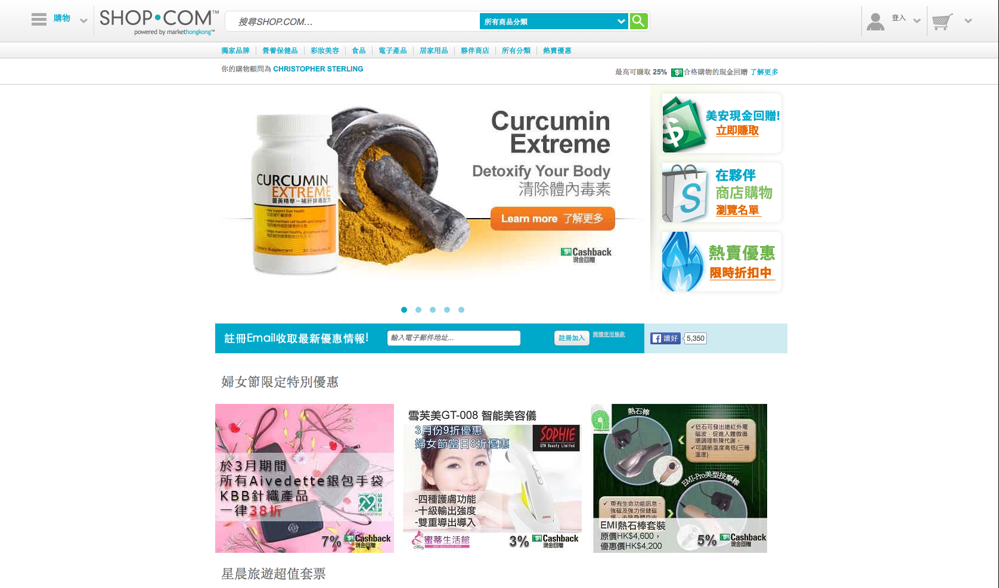 購物
SHOP•COM™
powered by markethongkong™
搜尋SHOP.COM...
所有商品分類
登入
獨家品牌
營養保健品
彩妝美容
食品
電子產品
居家用品
夥伴商店
所有分類
熱賣優惠
你的購物顧問為 CHRISTOPHER STERLING
最高可賺取 25% $合格購物的現金回贈 了解更多
Curcumin
Extreme
Detoxify Your Body
清除體內毒素
Learn more 了解更多
$Cashback
現金回贈
CURCUMIN
EXTREME
薑黃精華－補肝排毒配方
May support liver health
Helps maintain cell health and integrity
Helps maintain healthy glutathione levels
Dietary Supplement 30 Capsules
美安現金回贈!
立即賺取
在夥伴
商店購物
瀏覽名單
S
熱賣優惠
限時折扣中
註冊Email收取最新優惠情報!
輸入電子郵件地址...
註冊加入
閱讀使用條款
讚好
5,350
婦女節限定特別優惠
於3月期間
所有Aivedette銀包手袋
KBB針織產品
一律38折
7% $Cashback
現金回贈
雪芙美GT-008 智能美容儀
3月份9折優惠
婦女節當日8折優惠
SOPHIE
GTH Beauty Limited
-四種護膚功能
-十級輸出強度
-雙重導出導入
蜜蒂生活館
3% $Cashback
現金回贈
熱石棒
✓砭石可發出遠紅外電
磁波、促進人體微循
環調理新陳代謝。
✓可調節溫度高低(三種
溫度)
EMI-Pro美型按摩棒
✓ 帶有生命功能訊息、
強磁及強力保健磁
EMI熱石棒套裝
原價HK$4,600，
優惠價HK$4,200
5% $Cashback
現金回贈
星晨旅遊超值套票